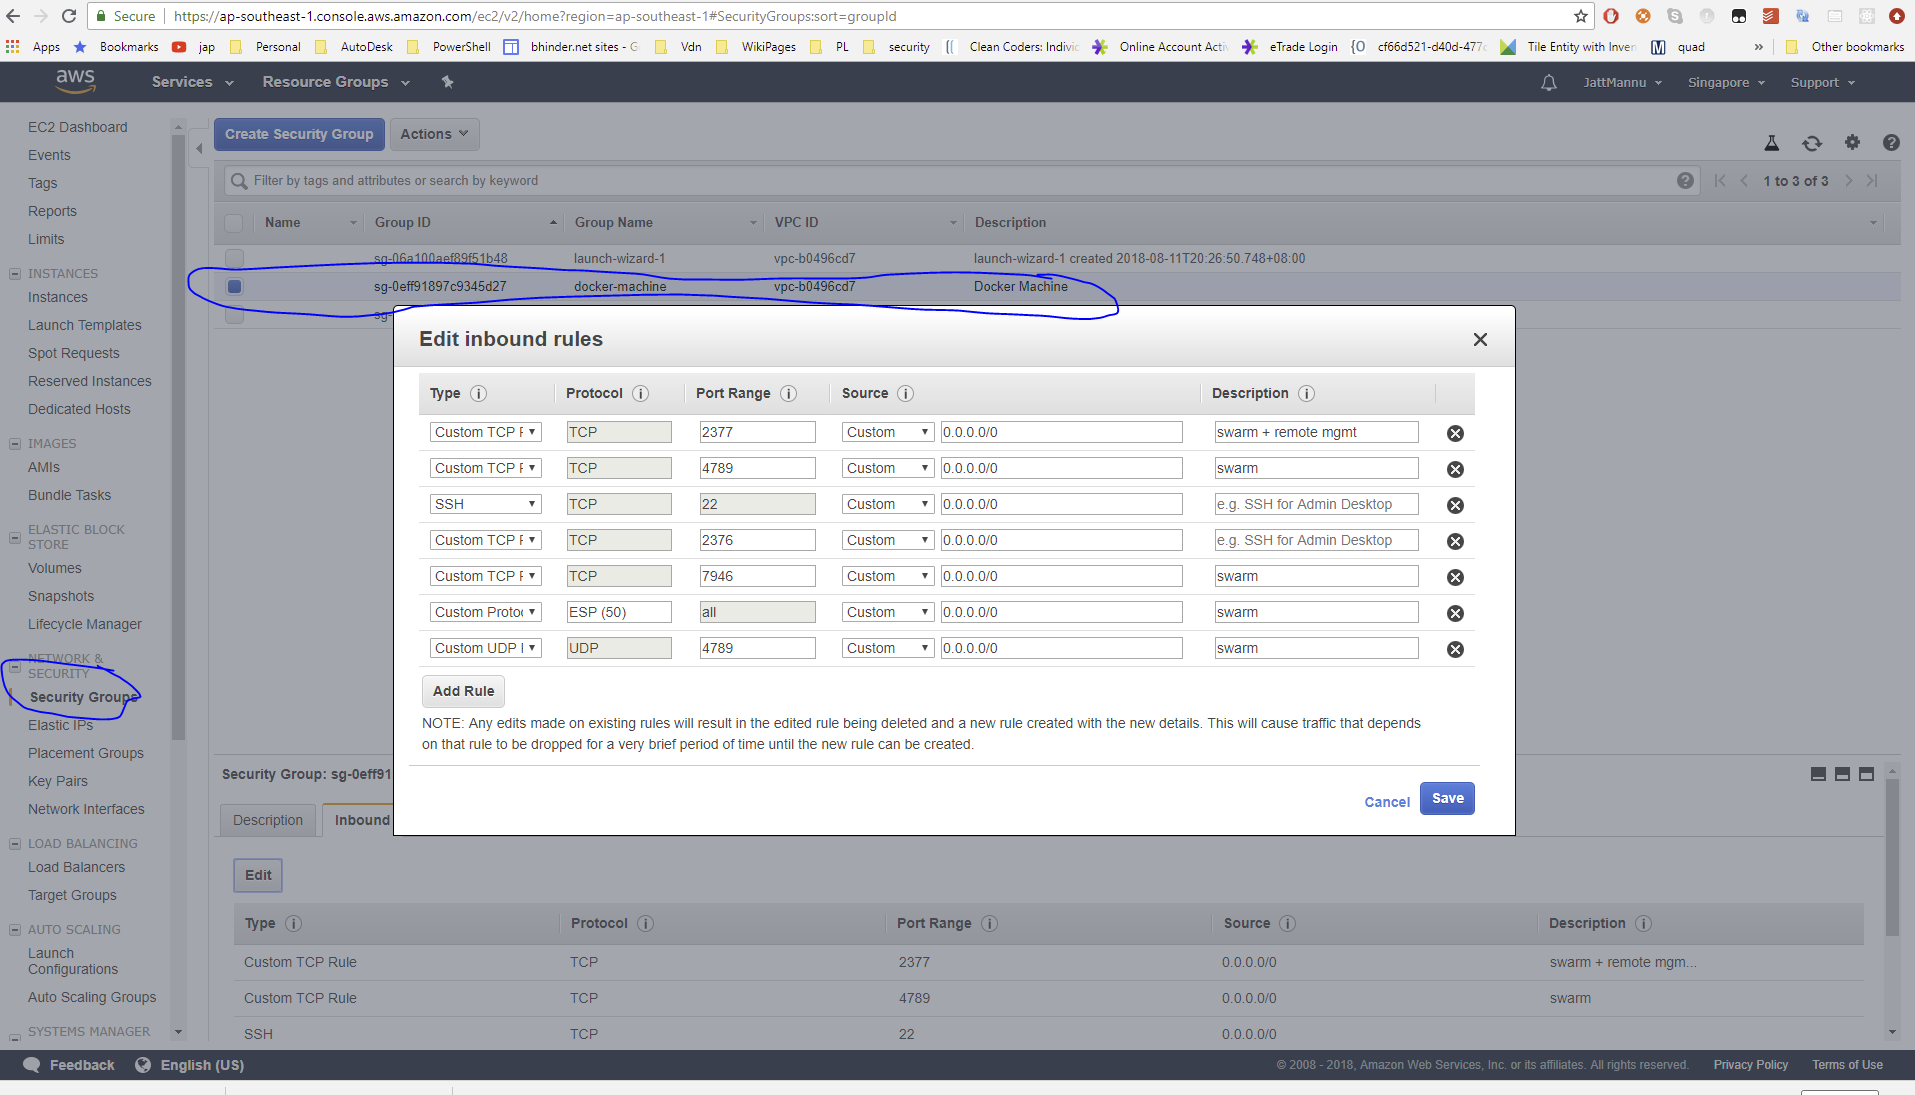 Secure https://ap-southeast-1.console.aws.amazon.com/ec2/v2/home?region=ap-southeast-1#SecurityGroups:sort=groupId
Apps Bookmarks jap Personal AutoDesk PowerShell bhinder.net sites - G Vdn WikiPages PL security Clean Coders: Indivi Online Account Acti eTrade Login cf66d521-d40d-477 Tile Entity with Inven quad » Other bookmarks
aws Services Resource Groups JattMannu Singapore Support
EC2 Dashboard
Events
Tags
Reports
Limits
INSTANCES
Instances
Launch Templates
Spot Requests
Reserved Instances
Dedicated Hosts
IMAGES
AMIs
Bundle Tasks
ELASTIC BLOCK
STORE
Volumes
Snapshots
Lifecycle Manager
NETWORK &
SECURITY
Security Groups
Elastic IPs
Placement Groups
Key Pairs
Network Interfaces
LOAD BALANCING
Load Balancers
Target Groups
AUTO SCALING
Launch
Configurations
Auto Scaling Groups
SYSTEMS MANAGER
Create Security Group Actions
Filter by tags and attributes or search by keyword 1 to 3 of 3
Name Group ID Group Name VPC ID Description
sg-06a100aef89f51b48 launch-wizard-1 vpc-b0496cd7 launch-wizard-1 created 2018-08-11T20:26:50.748+08:00
sg-0eff91897c9345d27 docker-machine vpc-b0496cd7 Docker Machine
sg-
Edit inbound rules
Type Protocol Port Range Source Description
Custom TCP TCP 2377 Custom 0.0.0.0/0 swarm + remote mgmt
Custom TCP TCP 4789 Custom 0.0.0.0/0 swarm
SSH TCP 22 Custom 0.0.0.0/0 e.g. SSH for Admin Desktop
Custom TCP TCP 2376 Custom 0.0.0.0/0 e.g. SSH for Admin Desktop
Custom TCP TCP 7946 Custom 0.0.0.0/0 swarm
Custom Protoc ESP (50) all Custom 0.0.0.0/0 swarm
Custom UDP UDP 4789 Custom 0.0.0.0/0 swarm
Add Rule
NOTE: Any edits made on existing rules will result in the edited rule being deleted and a new rule created with the new details. This will cause traffic that depends
on that rule to be dropped for a very brief period of time until the new rule can be created.
Cancel Save
Security Group: sg-0eff91
Description Inbound
Edit
Type Protocol Port Range Source Description
Custom TCP Rule TCP 2377 0.0.0.0/0 swarm + remote mgm...
Custom TCP Rule TCP 4789 0.0.0.0/0 swarm
SSH TCP 22 0.0.0.0/0
Feedback English (US) © 2008 - 2018, Amazon Web Services, Inc. or its affiliates. All rights reserved. Privacy Policy Terms of Use